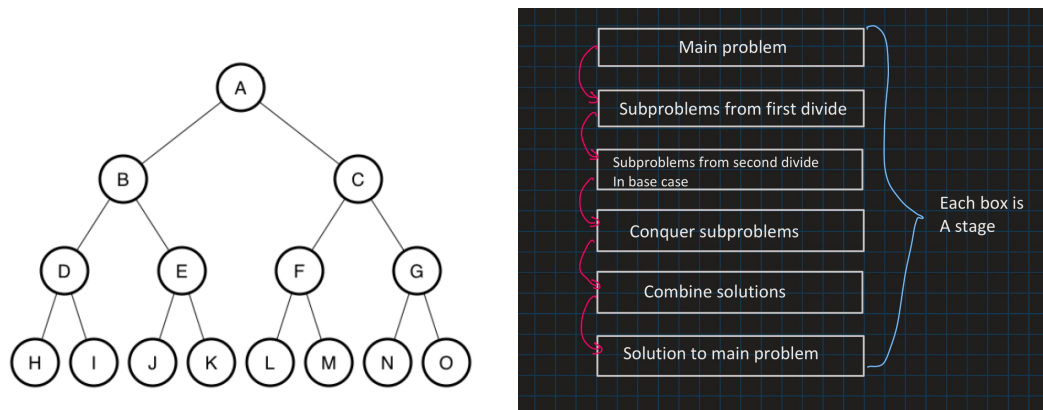 A
B
C
D
E
F
G
H
I
J
K
L
M
N
O
Main problem
Subproblems from first divide
Subproblems from second divide
In base case
Conquer subproblems
Combine solutions
Solution to main problem
Each box is
A stage